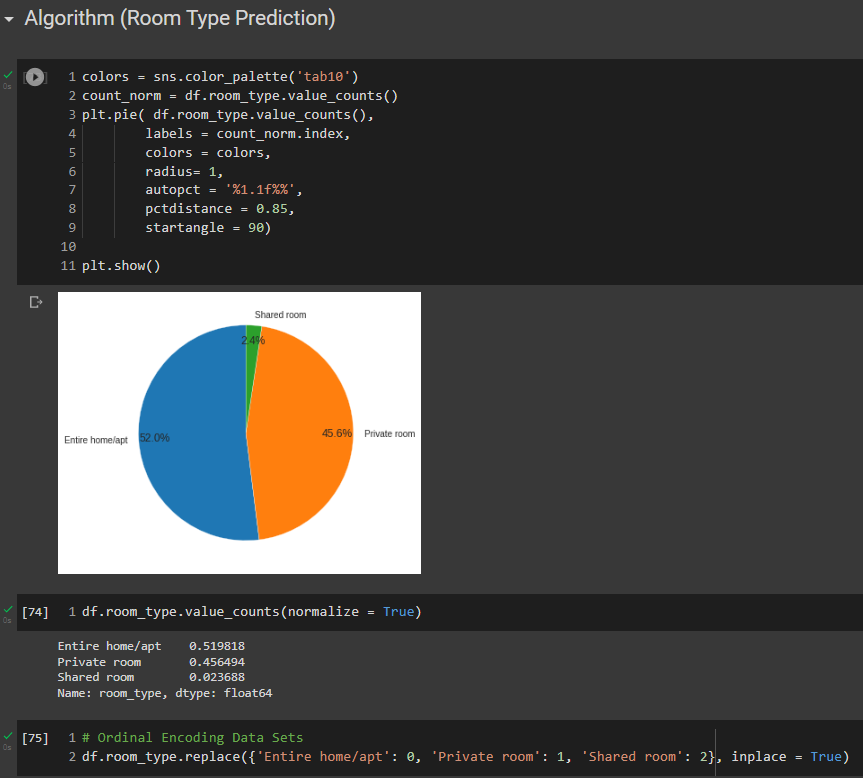 Algorithm (Room Type Prediction)
0s
1 colors = sns.color_palette('tab10')
2 count_norm = df.room_type.value_counts()
3 plt.pie( df.room_type.value_counts(),
4         labels = count_norm.index,
5         colors = colors,
6         radius= 1,
7         autopct = '%1.1f%%',
8         pctdistance = 0.85,
9         startangle = 90)
10
11 plt.show()
Shared room
2.4%
Entire home/apt
52.0%
45.6%
Private room
0s
[74] 1 df.room_type.value_counts(normalize = True)
Entire home/apt    0.519818
Private room       0.456494
Shared room        0.023688
Name: room_type, dtype: float64
0s
[75] 1 # Ordinal Encoding Data Sets
2 df.room_type.replace({'Entire home/apt': 0, 'Private room': 1, 'Shared room': 2}, inplace = True)